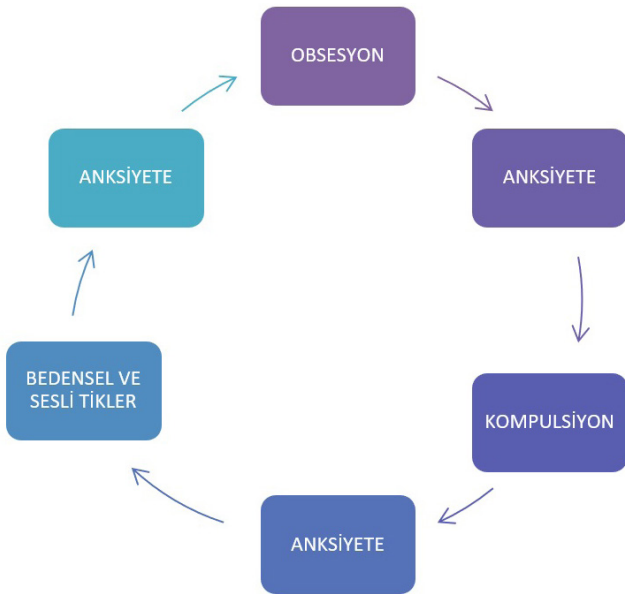 OBSESYON
ANKSİYETE
KOMPULSİYON
ANKSİYETE
BEDENSEL VE
SESLİ TİKLER
ANKSİYETE